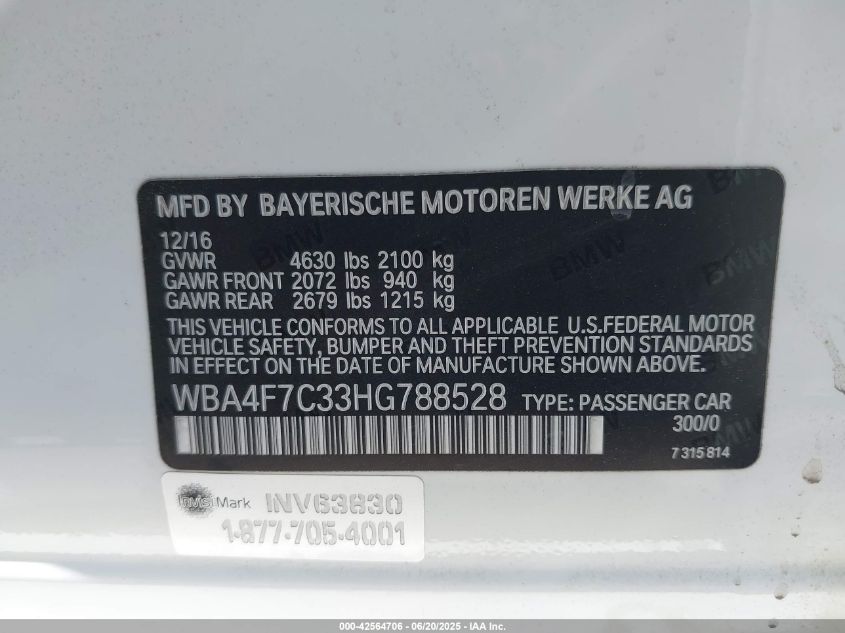 MFD BY BAYERISCHE MOTOREN WERKE AG
12/16
GVWR 4630 lbs 2100 kg
GAWR FRONT 2072 lbs 940 kg
GAWR REAR 2679 lbs 1215 kg
THIS VEHICLE CONFORMS TO ALL APPLICABLE U.S.FEDERAL MOTOR
VEHICLE SAFETY, BUMPER AND THEFT PREVENTION STANDARDS
IN EFFECT ON THE DATE OF MANUFACTURE SHOWN ABOVE.
WBA4F7C33HG788528 TYPE: PASSENGER CAR
300/0
7 315 814
InvisiMark INV63830
1-877-705-4001
000-42564706 - 06/20/2025 - IAA Inc.